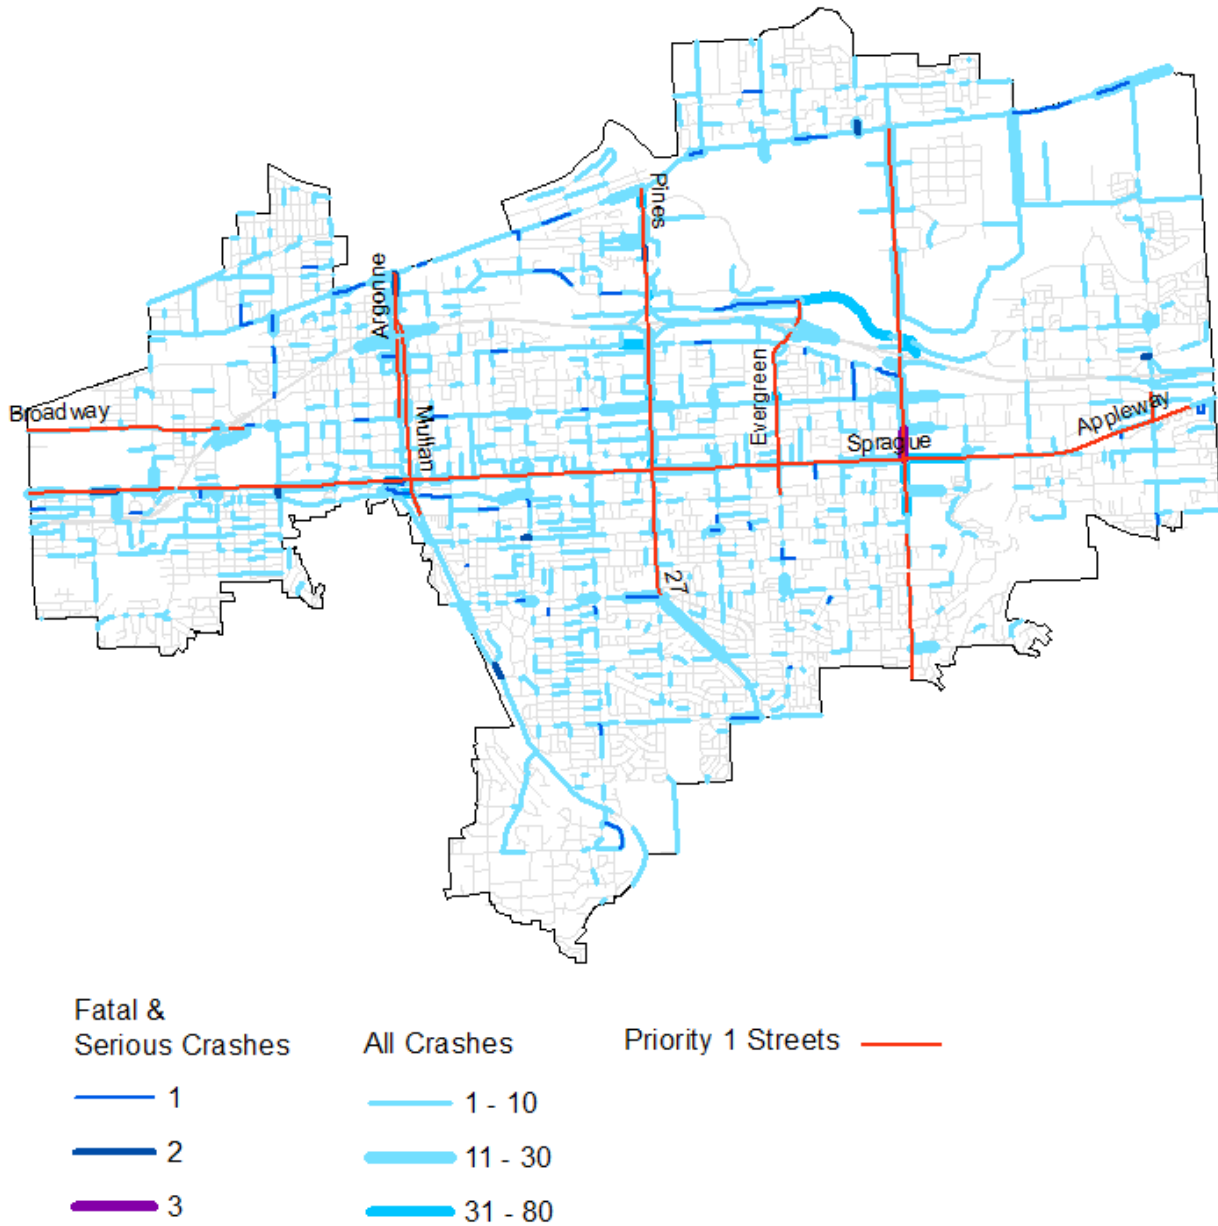 Pines
Argonne
Broadway
Mullan
Evergreen
Sprague
Appleway
27
Fatal &
Serious Crashes
All Crashes
Priority 1 Streets
1
1 - 10
2
11 - 30
3
31 - 80